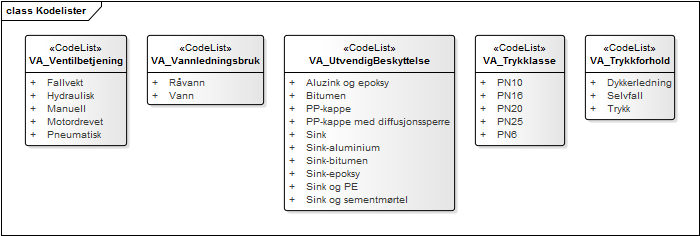 class Kodelister
«CodeList»
VA_Ventilbetjening
+ Fallvekt
+ Hydraulisk
+ Manuell
+ Motordrevet
+ Pneumatisk
«CodeList»
VA_Vannledningsbruk
+ Råvann
+ Vann
«CodeList»
VA_UtvendigBeskyttelse
+ Aluzink og epoksy
+ Bitumen
+ PP-kappe
+ PP-kappe med diffusjonssperre
+ Sink
+ Sink-aluminium
+ Sink-bitumen
+ Sink-epoksy
+ Sink og PE
+ Sink og sementmørtel
«CodeList»
VA_Trykklasse
+ PN10
+ PN16
+ PN20
+ PN25
+ PN6
«CodeList»
VA_Trykkforhold
+ Dykkerledning
+ Selvfall
+ Trykk